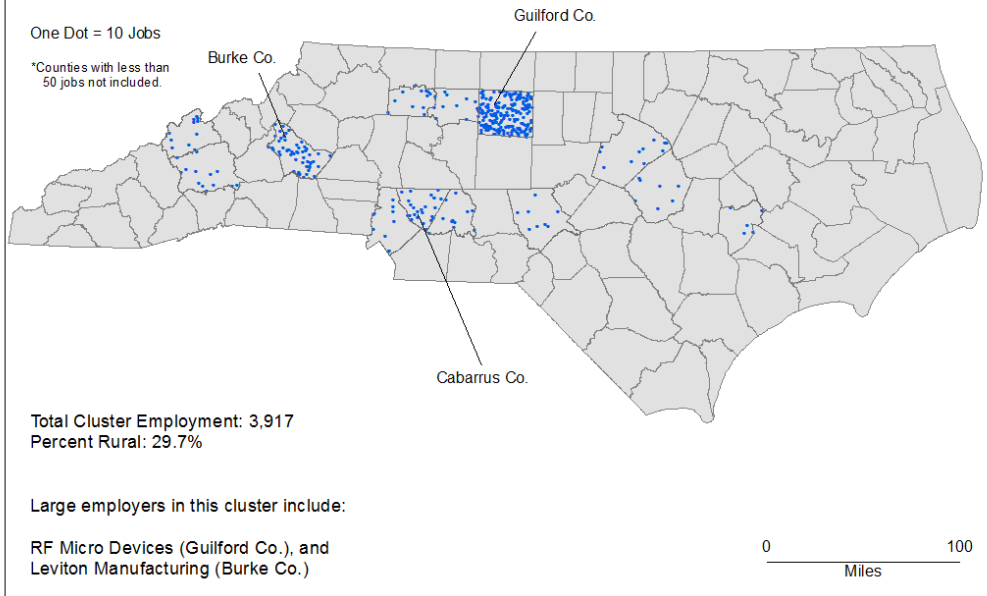 Guilford Co.
One Dot = 10 Jobs
Burke Co.
*Counties with less than
50 jobs not included.
Cabarrus Co.
Total Cluster Employment: 3,917
Percent Rural: 29.7%
Large employers in this cluster include:
RF Micro Devices (Guilford Co.), and
Leviton Manufacturing (Burke Co.)
0 100
Miles